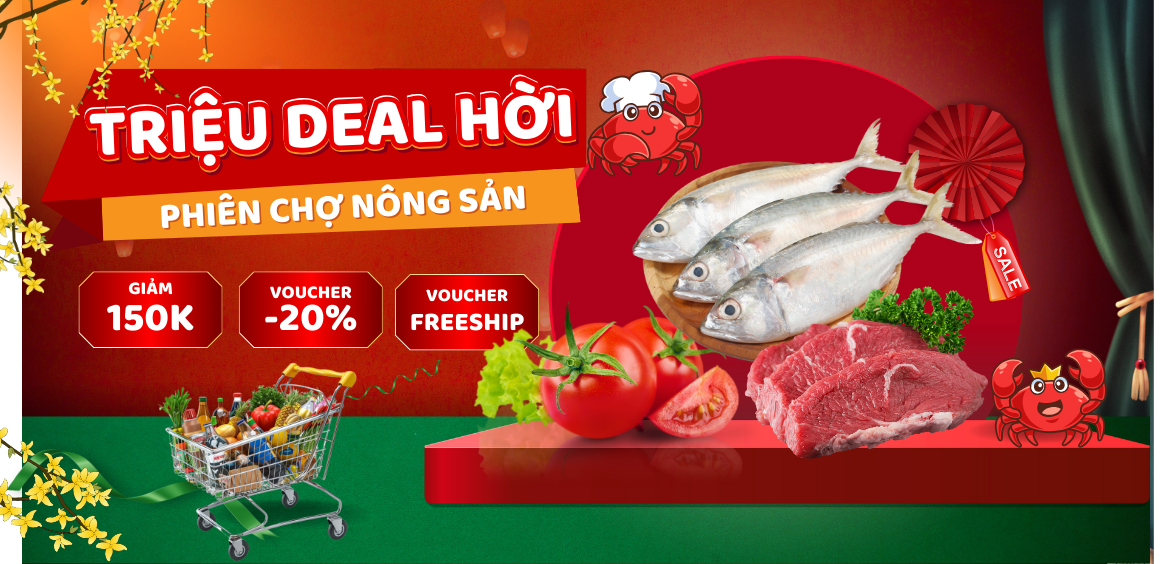 TRIỆU DEAL HỜI
PHIÊN CHỢ NÔNG SẢN
GIẢM
150K
VOUCHER
-20%
VOUCHER
FREESHIP
SALE